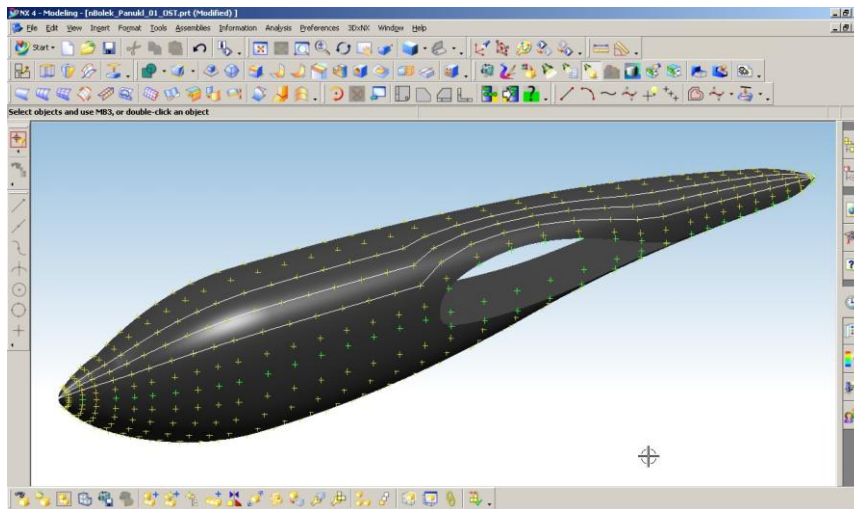 NX 4 - Modeling - [nBolek_Panukl_01_OST.prt (Modified) ]
File Edit View Insert Format Tools Assemblies Information Analysis Preferences 3DxNX Window Help
Start
Select objects and use MB3, or double-click an object